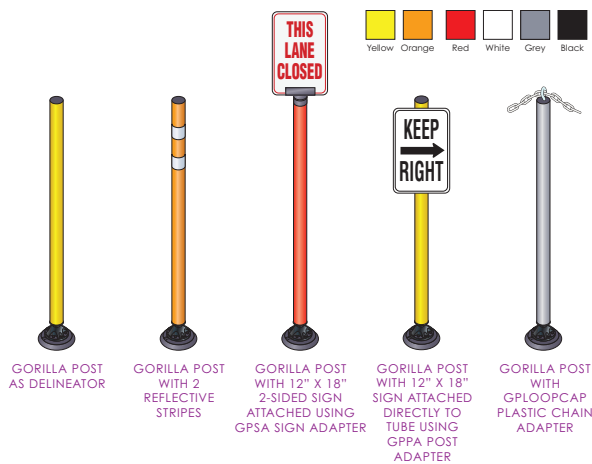 THIS
LANE
CLOSED
Yellow Orange Red White Grey Black
KEEP
RIGHT
GORILLA POST
AS DELINEATOR
GORILLA POST
WITH 2
REFLECTIVE
STRIPES
GORILLA POST
WITH 12” X 18”
2-SIDED SIGN
ATTACHED USING
GPSA SIGN ADAPTER
GORILLA POST
WITH 12” X 18”
SIGN ATTACHED
DIRECTLY TO
TUBE USING
GPPA POST
ADAPTER
GORILLA POST
WITH
GPLOOPCAP
PLASTIC CHAIN
ADAPTER